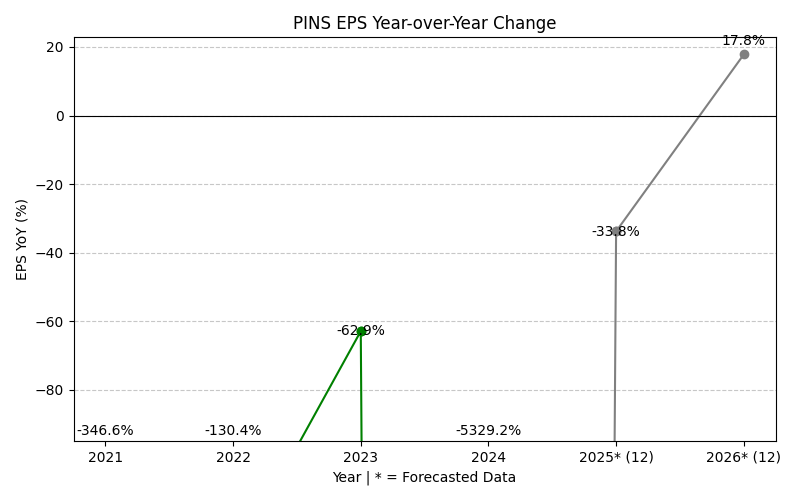 PINS EPS Year-over-Year Change
17.8%
20
0
−20
-33.8%
−40
EPS YoY (%)
−60
-62.9%
−80
-346.6% -130.4% -5329.2%
2021 2022 2023 2024 2025* (12) 2026* (12)
Year | * = Forecasted Data